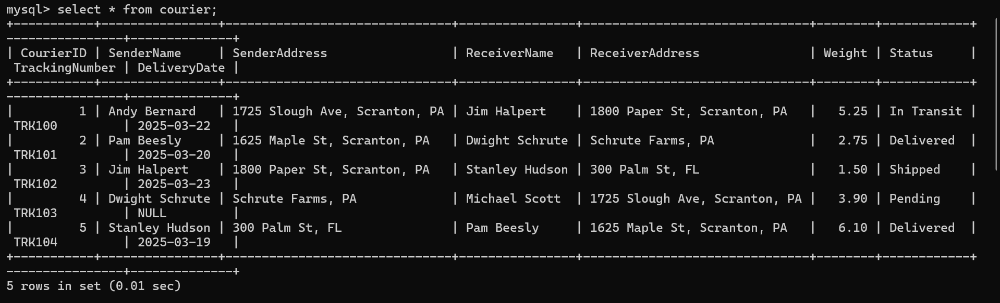 mysql> select * from courier;
+-----------+----------------+-------------------------------+----------------+-------------------------------+--------+------------+
----------------+--------------+
| CourierID | SenderName     | SenderAddress                 | ReceiverName   | ReceiverAddress               | Weight | Status     |
 TrackingNumber | DeliveryDate |
+-----------+----------------+-------------------------------+----------------+-------------------------------+--------+------------+
----------------+--------------+
|         1 | Andy Bernard   | 1725 Slough Ave, Scranton, PA | Jim Halpert    | 1800 Paper St, Scranton, PA   |   5.25 | In Transit |
 TRK100         | 2025-03-22   |
|         2 | Pam Beesly     | 1625 Maple St, Scranton, PA   | Dwight Schrute | Schrute Farms, PA             |   2.75 | Delivered  |
 TRK101         | 2025-03-20   |
|         3 | Jim Halpert    | 1800 Paper St, Scranton, PA   | Stanley Hudson | 300 Palm St, FL               |   1.50 | Shipped    |
 TRK102         | 2025-03-23   |
|         4 | Dwight Schrute | Schrute Farms, PA             | Michael Scott  | 1725 Slough Ave, Scranton, PA |   3.90 | Pending    |
 TRK103         | NULL         |
|         5 | Stanley Hudson | 300 Palm St, FL               | Pam Beesly     | 1625 Maple St, Scranton, PA   |   6.10 | Delivered  |
 TRK104         | 2025-03-19   |
+-----------+----------------+-------------------------------+----------------+-------------------------------+--------+------------+
----------------+--------------+
5 rows in set (0.01 sec)